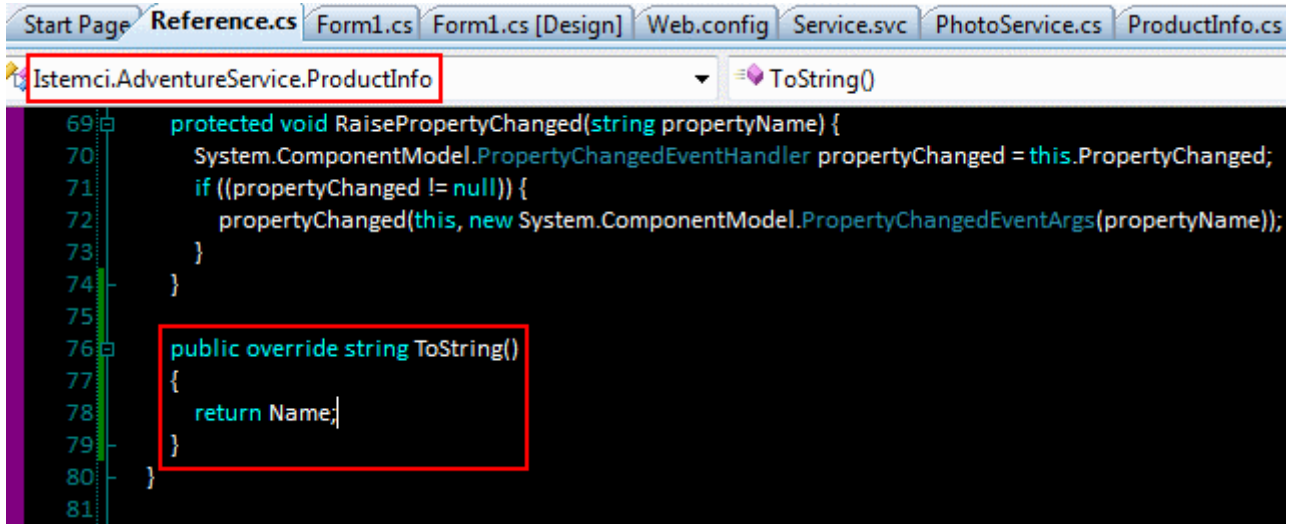 Start Page Reference.cs Form1.cs Form1.cs [Design] Web.config Service.svc PhotoService.cs ProductInfo.cs
Istemci.AdventureService.ProductInfo ToString()
69 protected void RaisePropertyChanged(string propertyName) {
70 System.ComponentModel.PropertyChangedEventHandler propertyChanged = this.PropertyChanged;
71 if ((propertyChanged != null)) {
72 propertyChanged(this, new System.ComponentModel.PropertyChangedEventArgs(propertyName));
73 }
74 }
75
76 public override string ToString()
77 {
78 return Name;
79 }
80 }
81